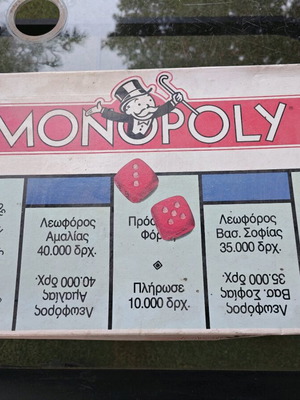 MONOPOLY
Λεωφόρος
Αμαλίας
40.000 δρχ.
Λεωφόρος
Αμαλίας
40.000 δρχ.
Πλήρωσε
10.000 δρχ.
Λεωφόρος
Βασ. Σοφίας
35.000 δρχ.
Λεωφόρος
Βασ. Σοφίας
35.000 δρχ.